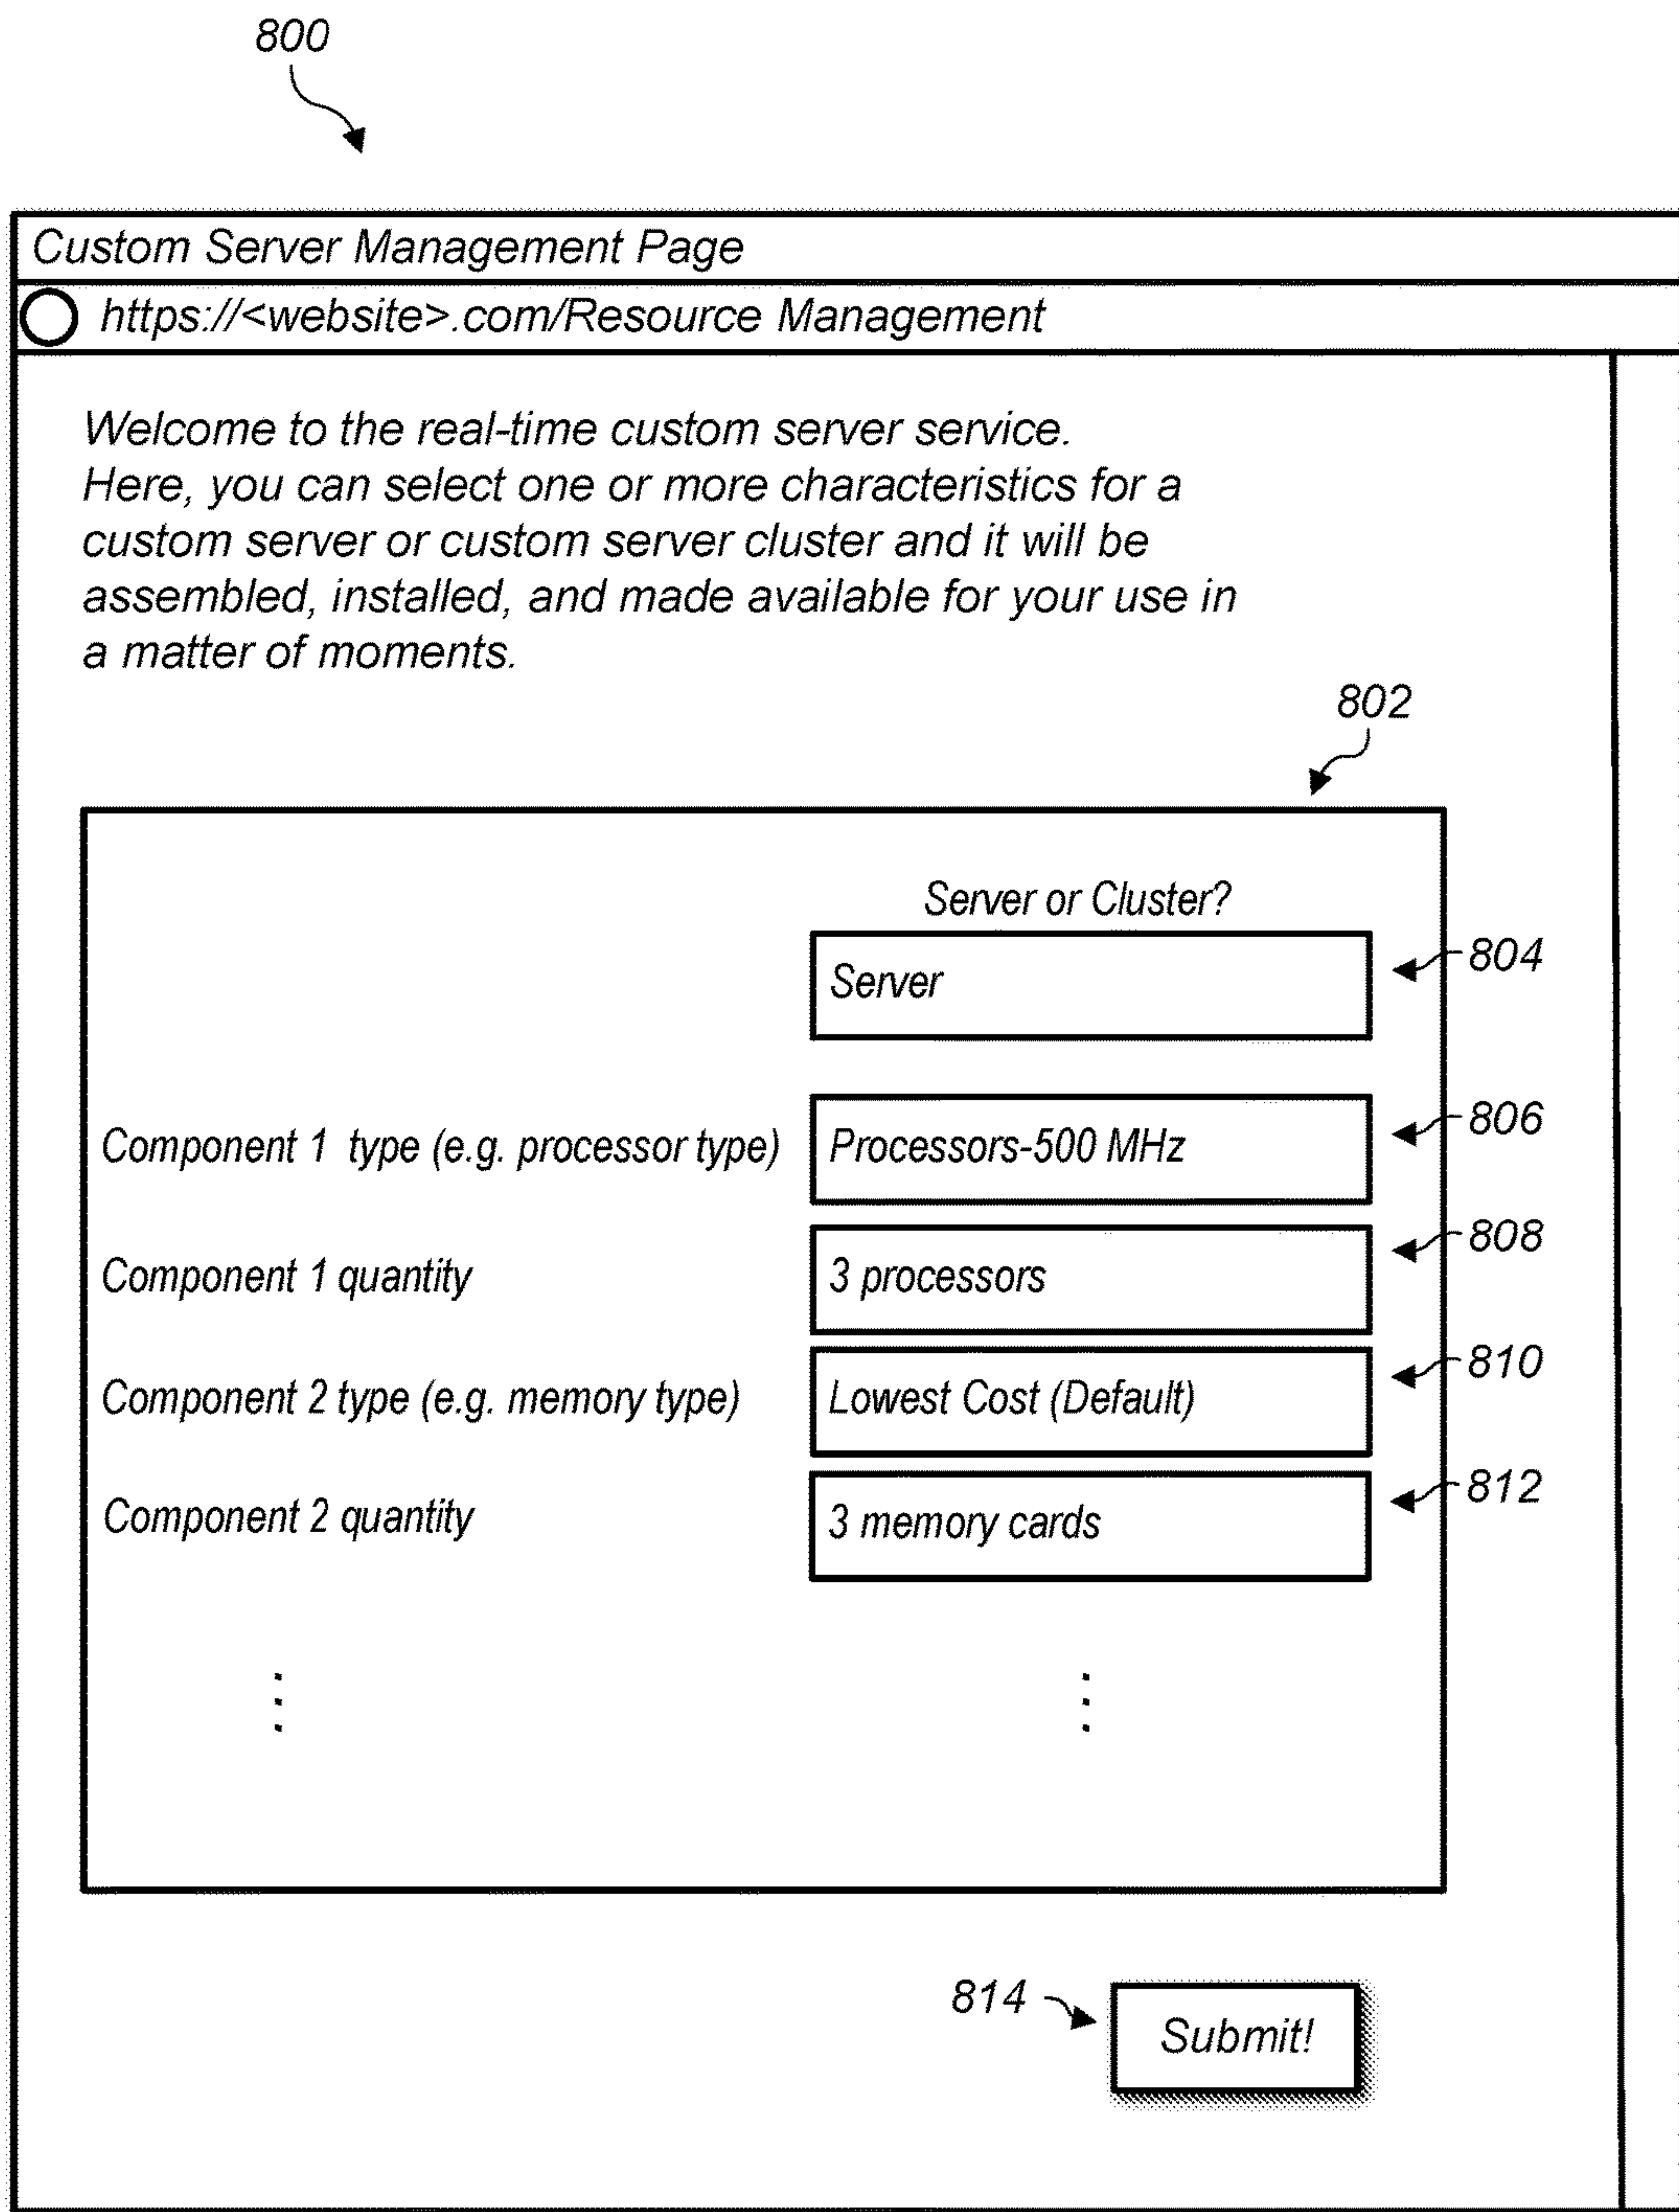 800
Custom Server Management Page
https://<website>.com/Resource Management
Welcome to the real-time custom server service.
Here, you can select one or more characteristics for a
custom server or custom server cluster and it will be
assembled, installed, and made available for your use in
a matter of moments.
802
Server or Cluster?
Server
804
Component 1 type (e.g. processor type)
Processors-500 MHz
806
Component 1 quantity
3 processors
808
Component 2 type (e.g. memory type)
Lowest Cost (Default)
810
Component 2 quantity
3 memory cards
812
814
Submit!